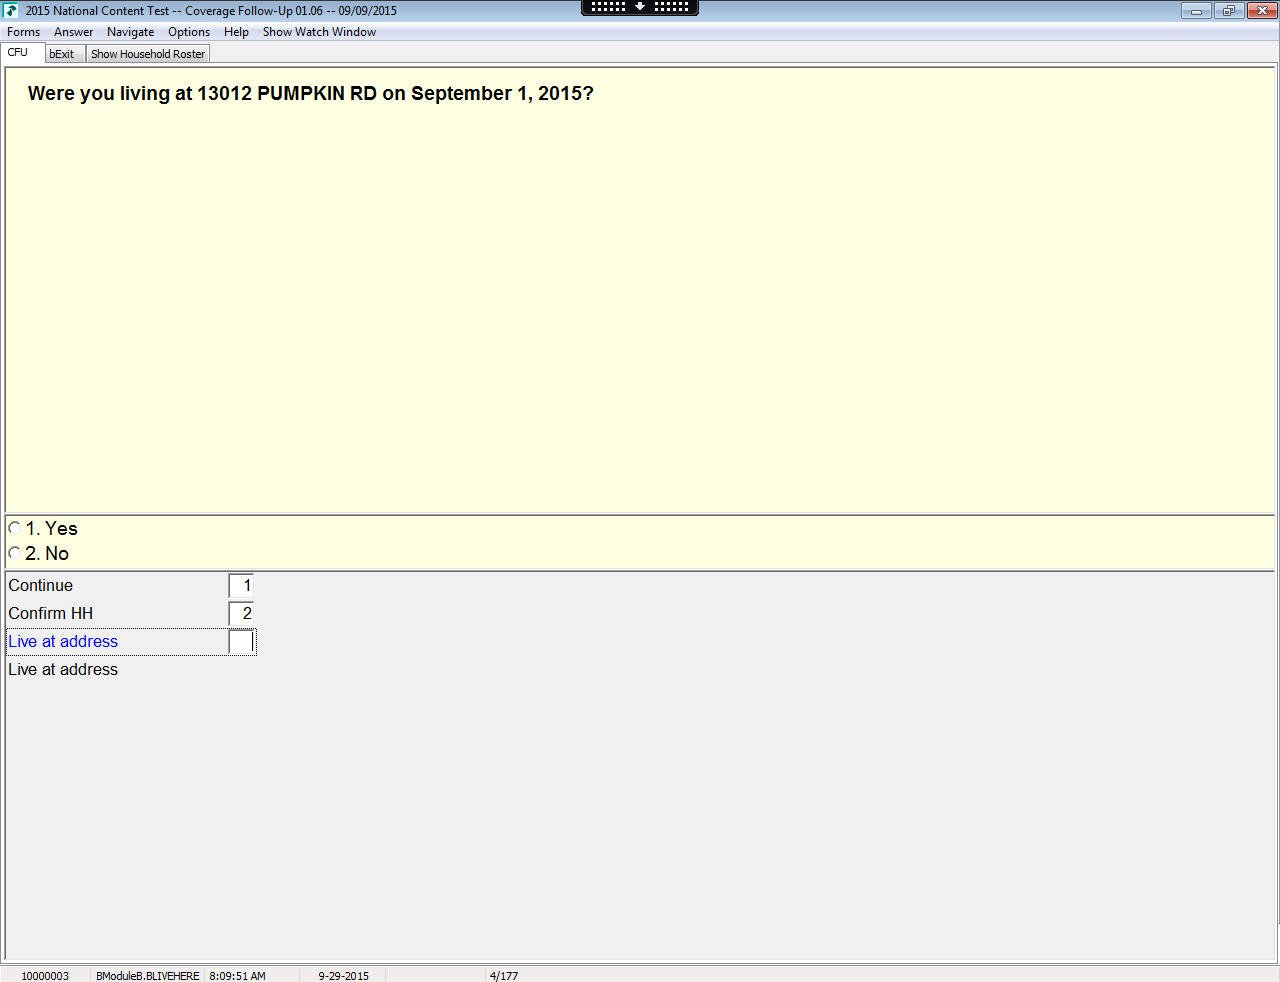 2015 National Content Test -- Coverage Follow-Up 01.06 -- 09/09/2015
Forms Answer Navigate Options Help Show Watch Window
CFU bExit Show Household Roster
Were you living at 13012 PUMPKIN RD on September 1, 2015?
1. Yes
2. No
Continue 1
Confirm HH 2
Live at address
Live at address
10000003 BModuleB.BLIVEHERE 8:09:51 AM 9-29-2015 4/177